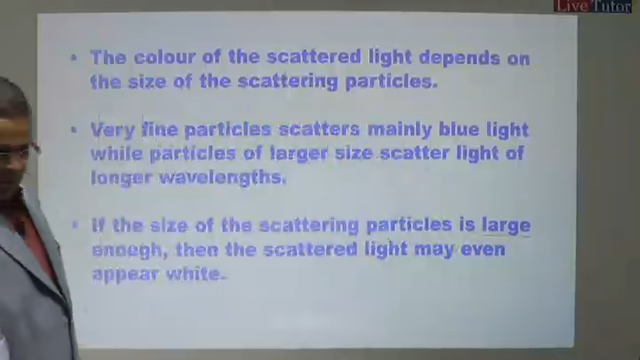 Live Tutor
• The colour of the scattered light depends on
the size of the scattering particles.
• Very fine particles scatters mainly blue light
while particles of larger size scatter light of
longer wavelengths.
• If the size of the scattering particles is large
enough, then the scattered light may even
appear white.